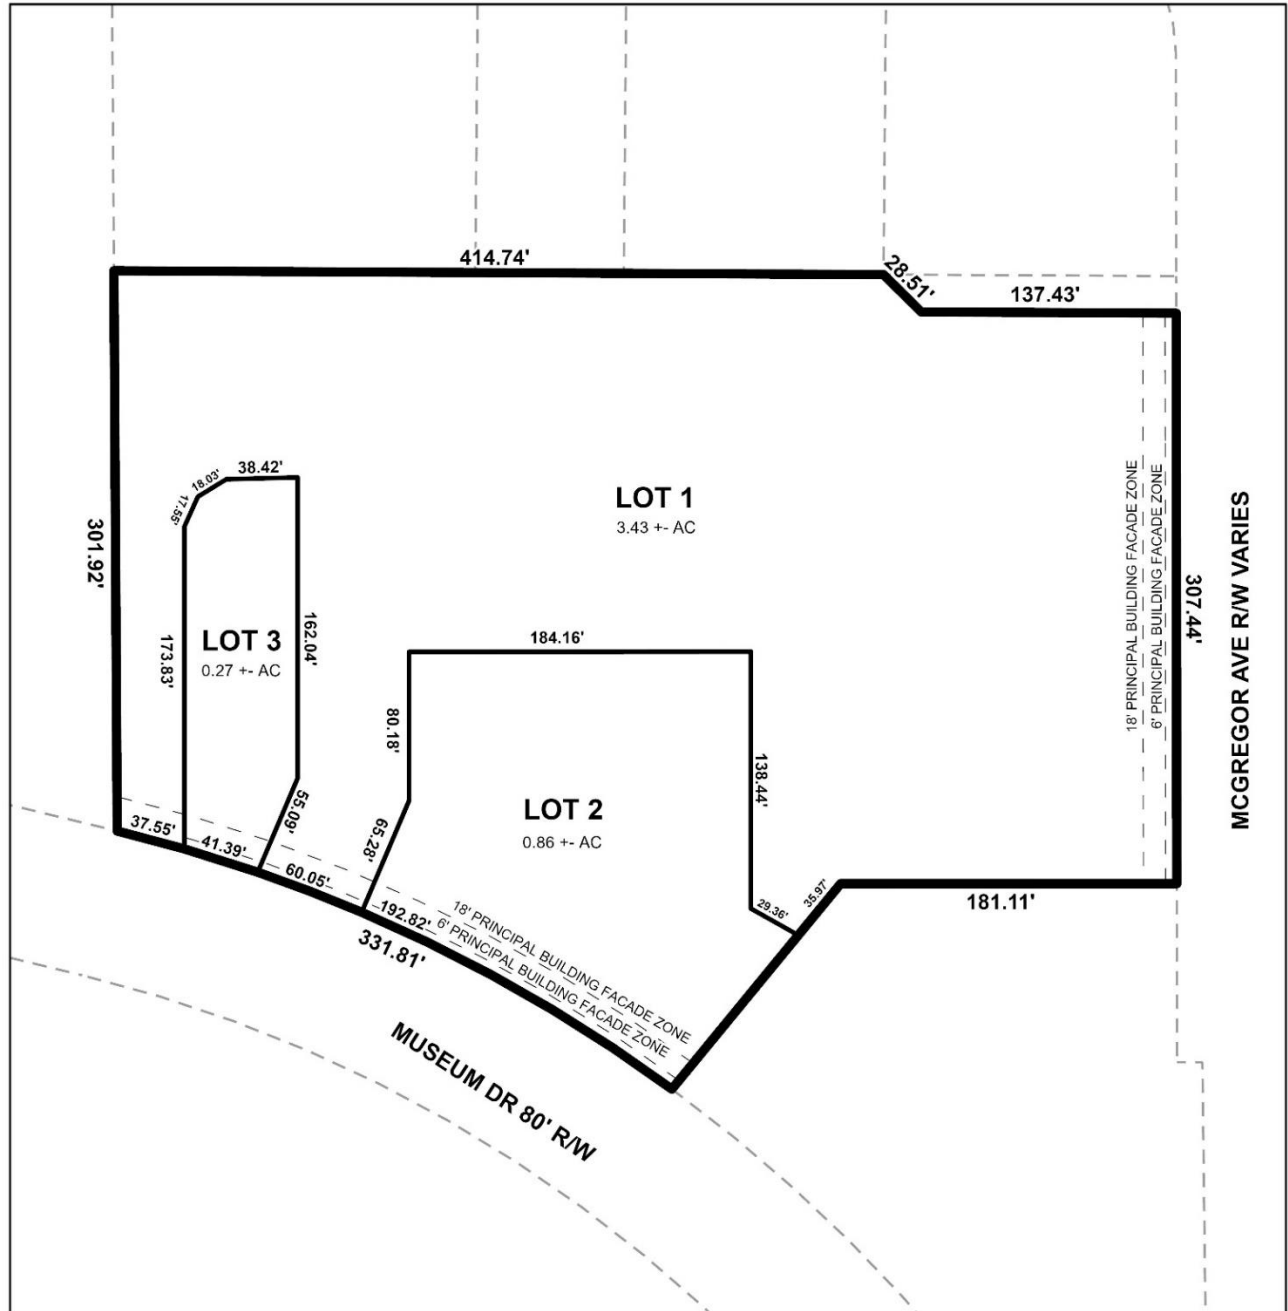 414.74'
28.51'
137.43'
38.42'
18.03'
17.55'
LOT 1
3.43 +- AC
18' PRINCIPAL BUILDING FACADE ZONE
6' PRINCIPAL BUILDING FACADE ZONE
301.92'
307.44'
MCGREGOR AVE R/W VARIES
LOT 3
0.27 +- AC
173.83'
162.04'
184.16'
80.18'
138.44'
LOT 2
0.86 +- AC
55.09'
65.28'
37.55'
41.39'
60.05'
192.82'
331.81'
29.36'
35.97'
181.11'
18' PRINCIPAL BUILDING FACADE ZONE
6' PRINCIPAL BUILDING FACADE ZONE
MUSEUM DR 80' R/W